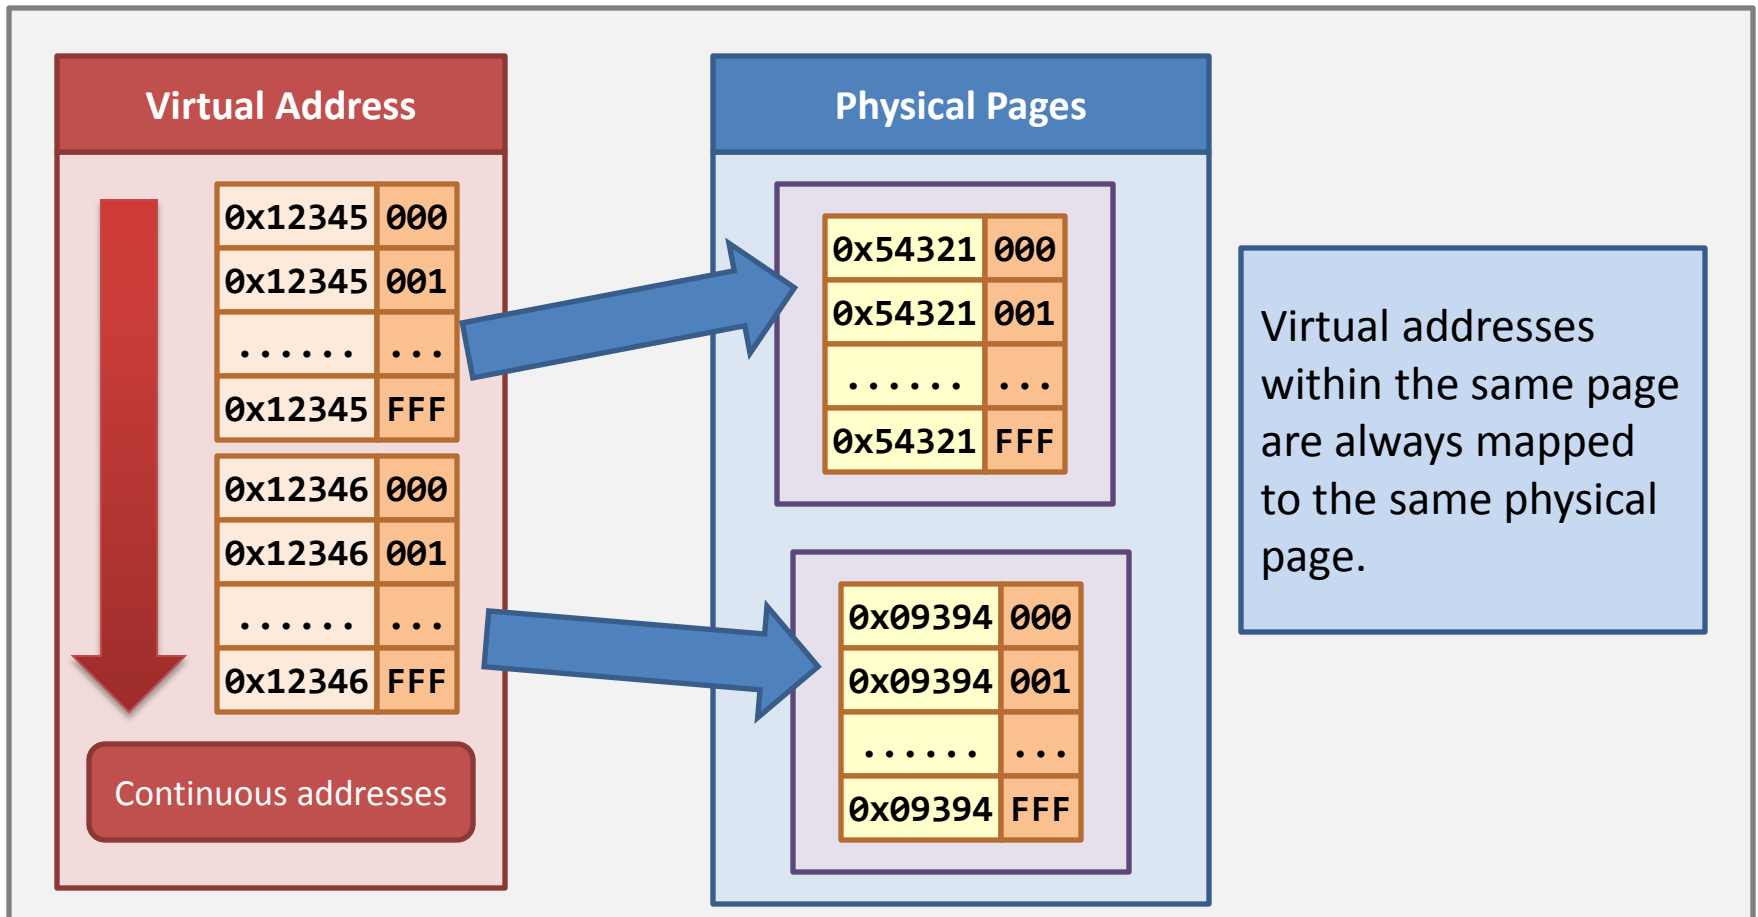 Virtual Address
0x12345 000
0x12345 001
...... ...
0x12345 FFF
0x12346 000
0x12346 001
...... ...
0x12346 FFF
Continuous addresses
Physical Pages
0x54321 000
0x54321 001
...... ...
0x54321 FFF
0x09394 000
0x09394 001
...... ...
0x09394 FFF
Virtual addresses
within the same page
are always mapped
to the same physical
page.